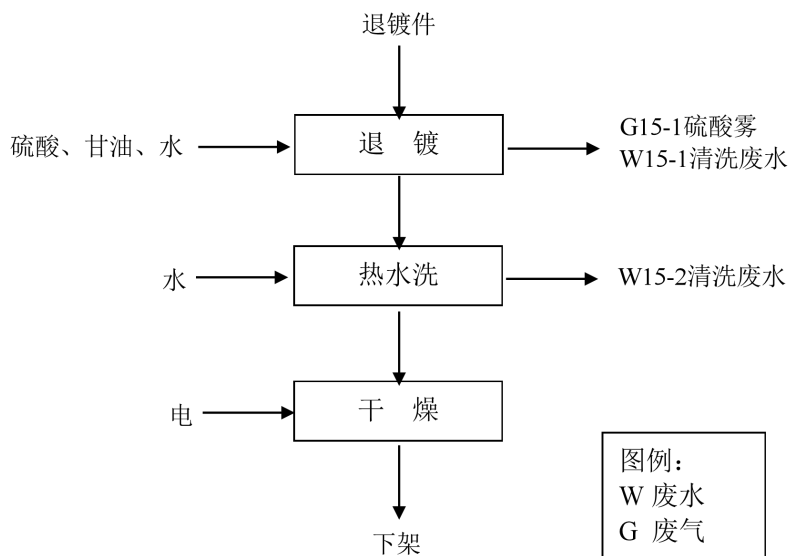 退镀件
硫酸、甘油、水
退 镀
G15-1硫酸雾
W15-1清洗废水
水
热水洗
W15-2清洗废水
电
干 燥
下架
图例：
W 废水
G 废气